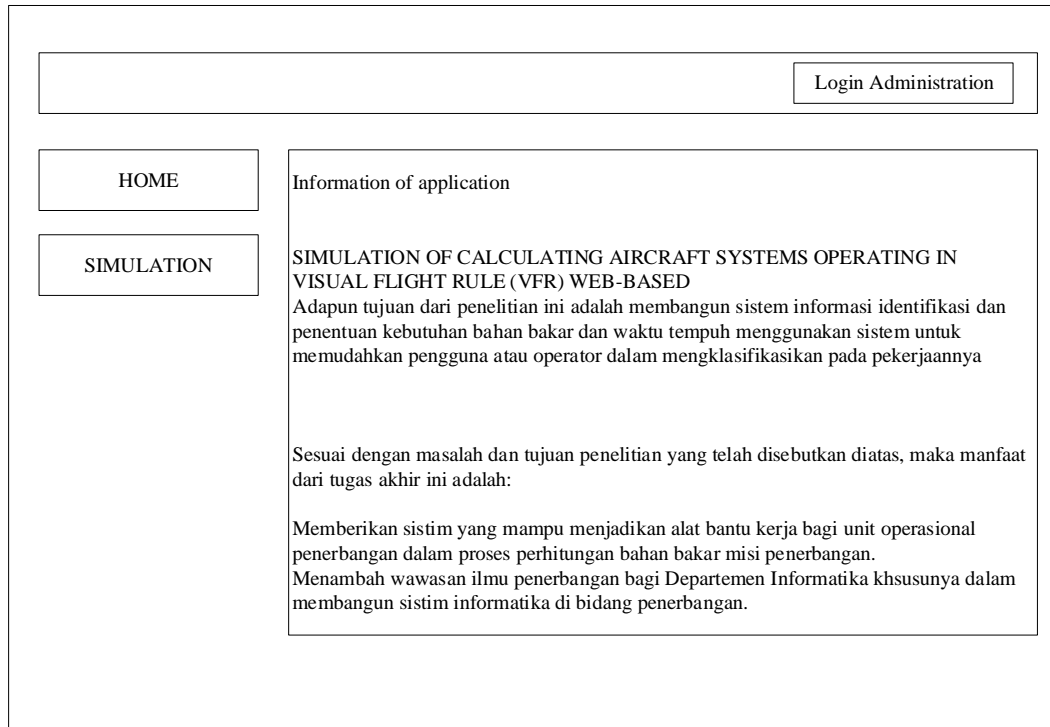 Login Administration
HOME
SIMULATION
Information of application
SIMULATION OF CALCULATING AIRCRAFT SYSTEMS OPERATING IN
VISUAL FLIGHT RULE (VFR) WEB-BASED
Adapun tujuan dari penelitian ini adalah membangun sistem informasi identifikasi dan
penentuan kebutuhan bahan bakar dan waktu tempuh menggunakan sistem untuk
memudahkan pengguna atau operator dalam mengklasifikasikan pada pekerjaannya
Sesuai dengan masalah dan tujuan penelitian yang telah disebutkan diatas, maka manfaat
dari tugas akhir ini adalah:
Memberikan sistim yang mampu menjadikan alat bantu kerja bagi unit operasional
penerbangan dalam proses perhitungan bahan bakar misi penerbangan.
Menambah wawasan ilmu penerbangan bagi Departemen Informatika khsusunya dalam
membangun sistim informatika di bidang penerbangan.